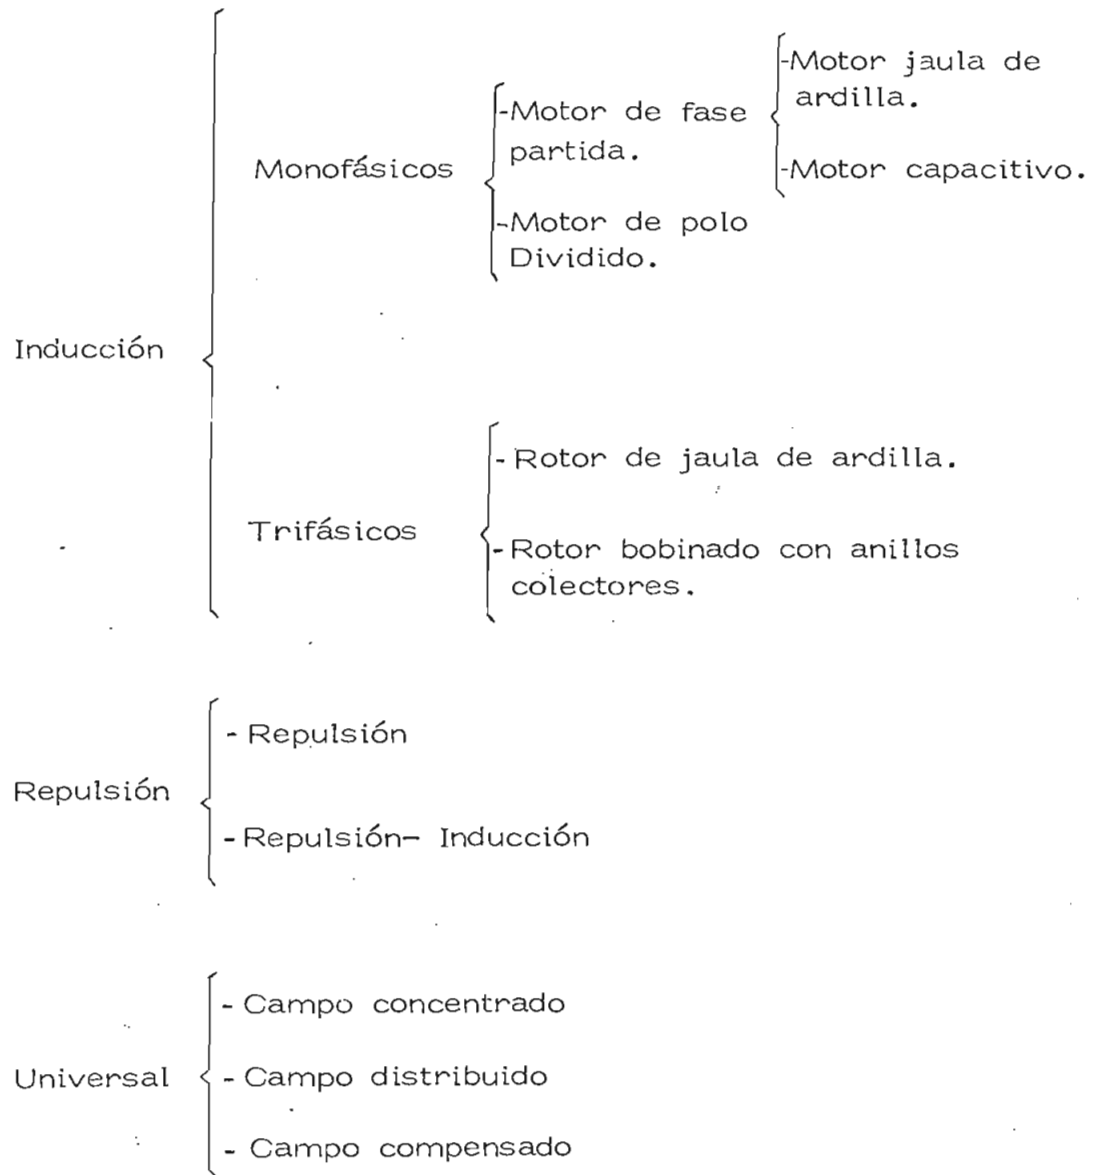 Inducción
Monofásicos
-Motor de fase
partida.
-Motor jaula de
ardilla.
-Motor capacitivo.
-Motor de polo
Dividido.
Trifásicos
- Rotor de jaula de ardilla.
- Rotor bobinado con anillos
colectores.
Repulsión
- Repulsión
- Repulsión- Inducción
Universal
- Campo concentrado
- Campo distribuido
- Campo compensado